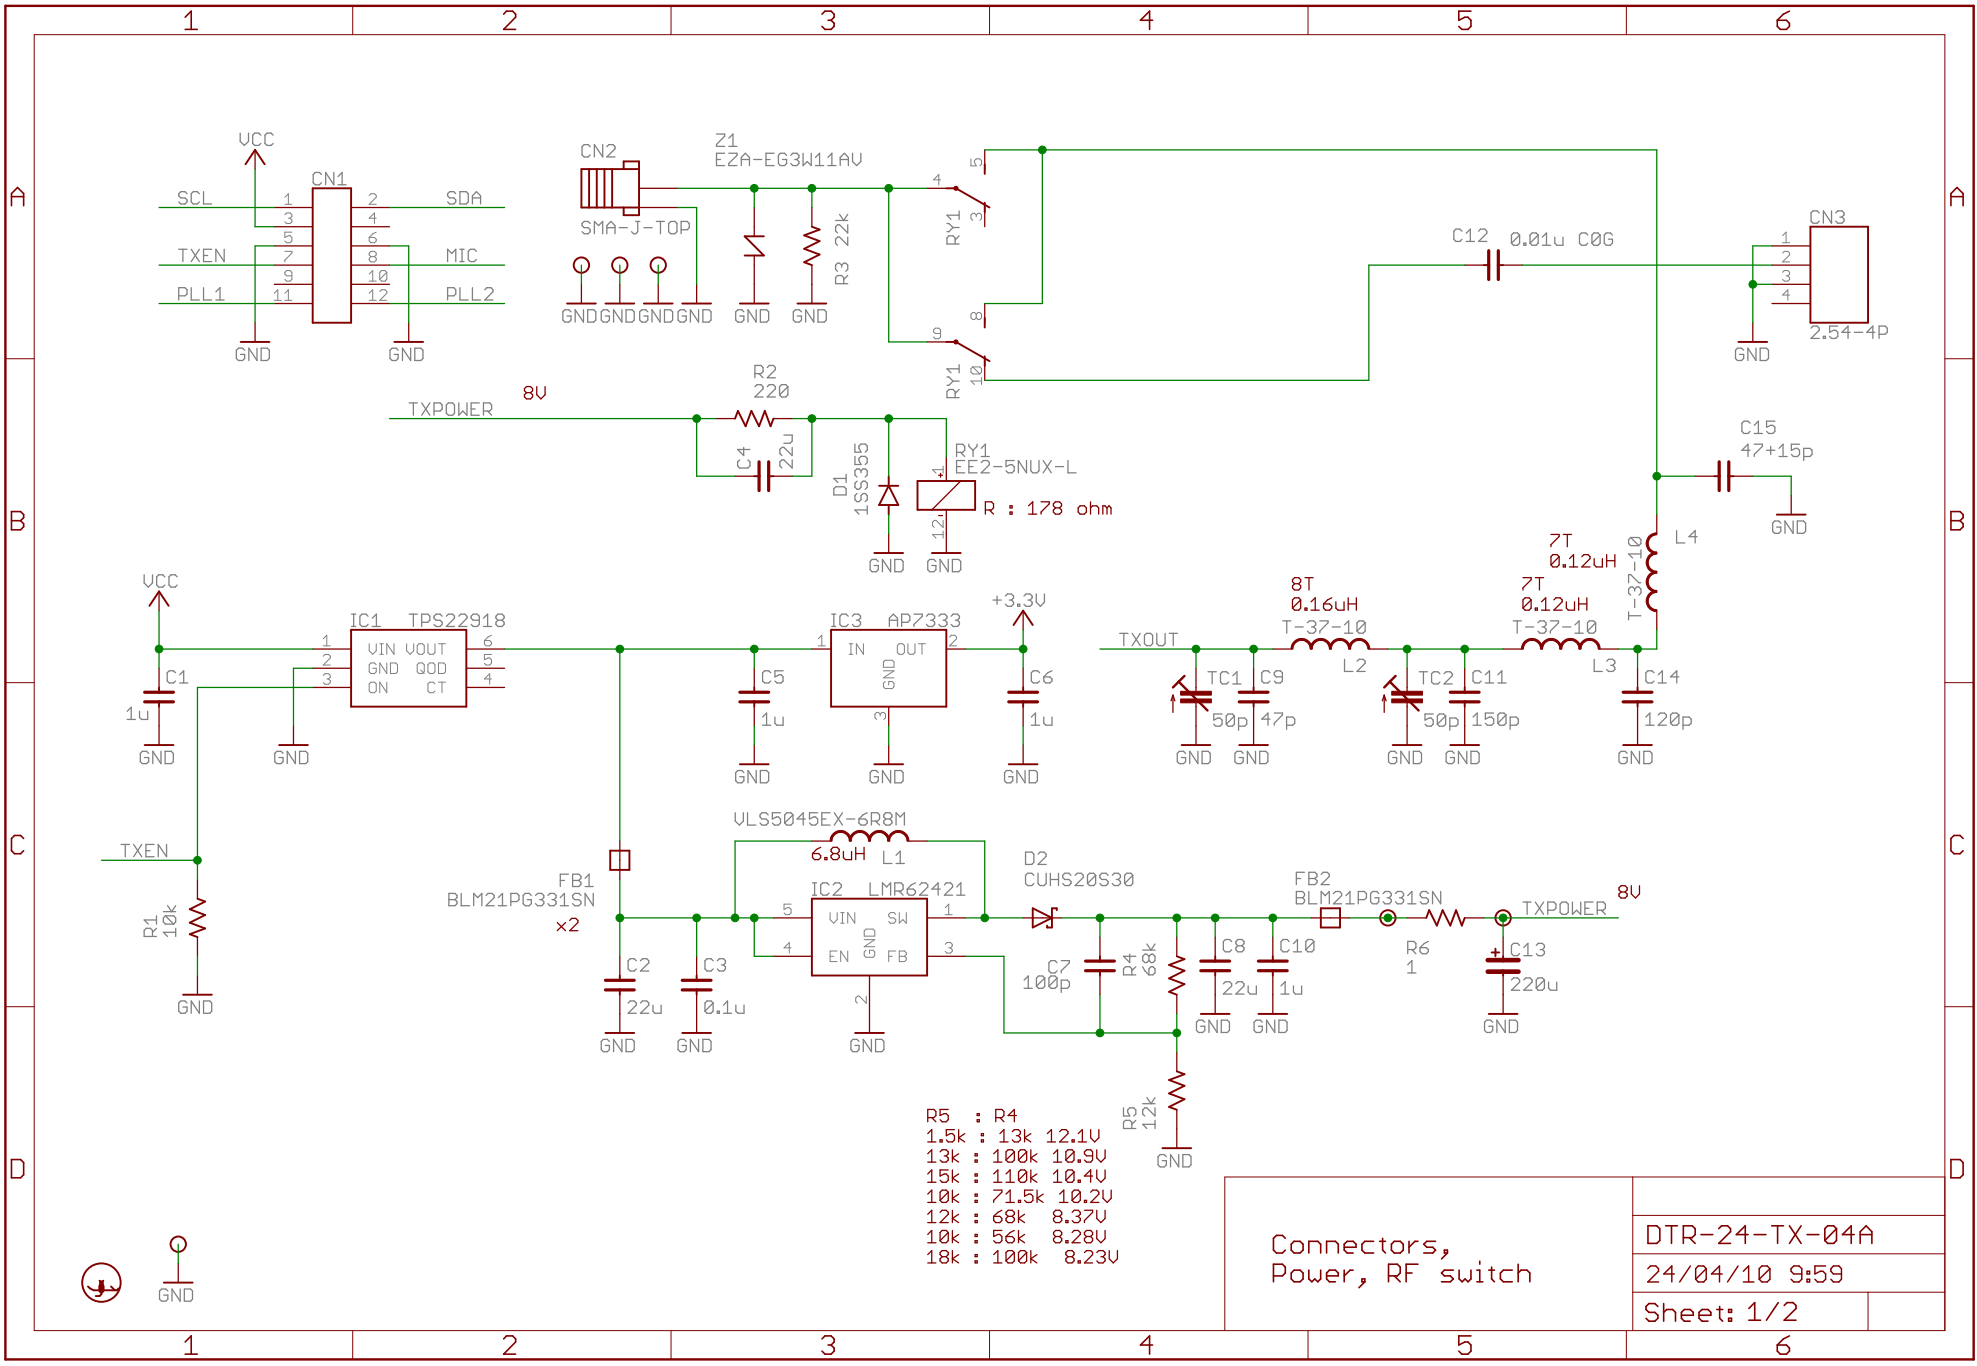 1 2 3 4 5 6
A
A
VCC
CN1
SCL
1
2
SDA
3
4
5
6
TXEN
7
8
MIC
9
10
PLL1
11
12
PLL2
GND
GND
CN2
SMA-J-TOP
GND GND GND GND
Z1
EZA-EG3W11AV
GND
R3 22k
GND
4
5
3
RY1
9
8
10
RY1
C12 0.01u C0G
CN3
1
2
3
4
2.54-4P
GND
B
B
TXPOWER
8V
R2
220
C4
22u
D1
1SS355
GND
RY1
EE2-5NUX-L
1
+
-
12
R : 178 ohm
GND
C15
47+15p
GND
7T
0.12uH
T-37-10
L4
VCC
C1
1u
GND
IC1 TPS22918
1 VIN VOUT 6
2 GND QOD 5
3 ON CT 4
GND
C5
1u
GND
IC3 AP7333
1 IN OUT 2
GND
3
GND
+3.3V
C6
1u
GND
TXOUT
TC1
50p
GND
C9
47p
GND
8T
0.16uH
T-37-10
L2
TC2
50p
GND
C11
150p
GND
7T
0.12uH
T-37-10
L3
C14
120p
GND
C
C
TXEN
R1
10k
GND
FB1
BLM21PG331SN
x2
VLS5045EX-6R8M
6.8uH L1
IC2 LMR62421
5 VIN SW 1
4 EN FB 3
GND
2
GND
C2
22u
GND
C3
0.1u
GND
D2
CUHS20S30
C7
100p
R4
68k
C8
22u
GND
C10
1u
GND
FB2
BLM21PG331SN
R6
1
TXPOWER
8V
+
C13
220u
GND
R5
12k
GND
D
D
R5 : R4
1.5k : 13k 12.1V
13k : 100k 10.9V
15k : 110k 10.4V
10k : 71.5k 10.2V
12k : 68k 8.37V
10k : 56k 8.28V
18k : 100k 8.23V
GND
Connectors,
Power, RF switch
DTR-24-TX-04A
24/04/10 9:59
Sheet: 1/2
1 2 3 4 5 6